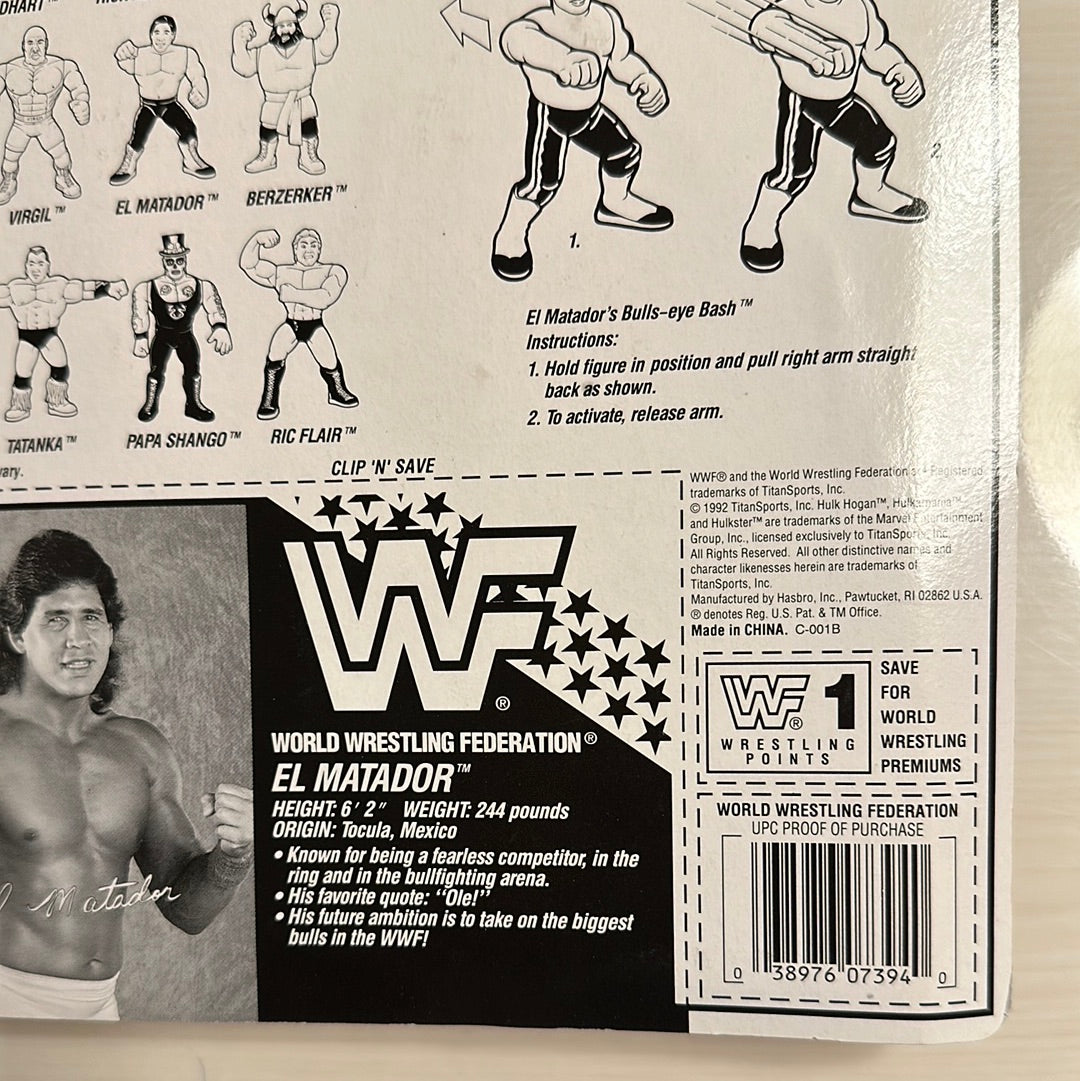 VIRGIL™
EL MATADOR™
BERZERKER™
1.
2.
TATANKA™
PAPA SHANGO™
RIC FLAIR™
El Matador's Bulls-eye Bash™
Instructions:
1. Hold figure in position and pull right arm straight
back as shown.
2. To activate, release arm.
CLIP 'N' SAVE
WWF® and the World Wrestling Federation Registered
trademarks of TitanSports, Inc.
© 1992 TitanSports, Inc. Hulk Hogan™, Hulkamania™
and Hulkster™ are trademarks of the Marvel Entertainment
Group, Inc., licensed exclusively to TitanSports, Inc.
All Rights Reserved. All other distinctive names and
character likenesses herein are trademarks of
TitanSports, Inc.
Manufactured by Hasbro, Inc., Pawtucket, RI 02862 U.S.A.
® denotes Reg. U.S. Pat. & TM Office.
Made in CHINA. C-001B
WF®
WORLD WRESTLING FEDERATION®
EL MATADOR™
HEIGHT: 6' 2" WEIGHT: 244 pounds
ORIGIN: Tocula, Mexico
• Known for being a fearless competitor, in the
ring and in the bullfighting arena.
• His favorite quote: "Ole!"
• His future ambition is to take on the biggest
bulls in the WWF!
Matador
WF® 1
WRESTLING
POINTS
SAVE
FOR
WORLD
WRESTLING
PREMIUMS
WORLD WRESTLING FEDERATION
UPC PROOF OF PURCHASE
0 38976 07394 0